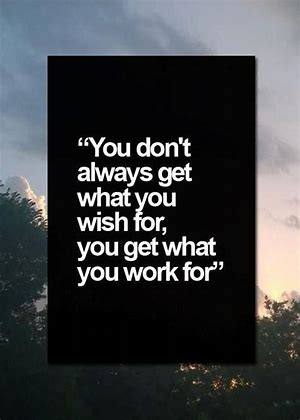 “You don't
always get
what you
wish for,
you get what
you work for”